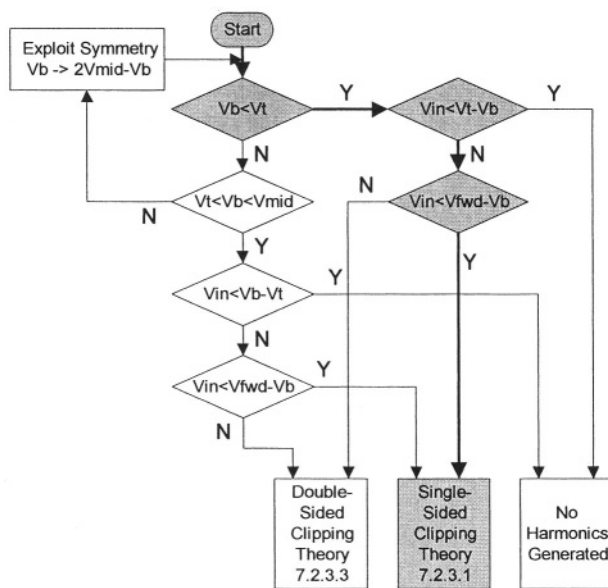 Start
Exploit Symmetry
Vb -> 2Vmid-Vb
Vb<Vt
Y
Vin<Vt-Vb
Y
N
N
Vt<Vb<Vmid
N
N
Vin<Vfwd-Vb
Y
Y
Vin<Vb-Vt
Y
N
Vin<Vfwd-Vb
Y
N
Double-
Sided
Clipping
Theory
7.2.3.3
Single-
Sided
Clipping
Theory
7.2.3.1
No
Harmonics
Generated